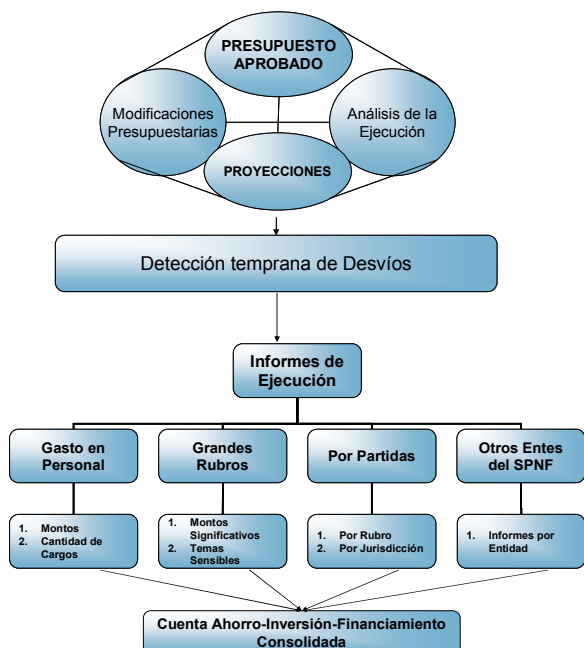 PRESUPUESTO
APROBADO
Modificaciones
Presupuestarias
Análisis de la
Ejecución
PROYECCIONES
Detección temprana de Desvíos
Informes de
Ejecución
Gasto en
Personal
Grandes
Rubros
Por Partidas
Otros Entes
del SPNF
1. Montos
2. Cantidad de
Cargos
1. Montos
Significativos
2. Temas
Sensibles
1. Por Rubro
2. Por Jurisdicción
1. Informes por
Entidad
Cuenta Ahorro-Inversión-Financiamiento
Consolidada